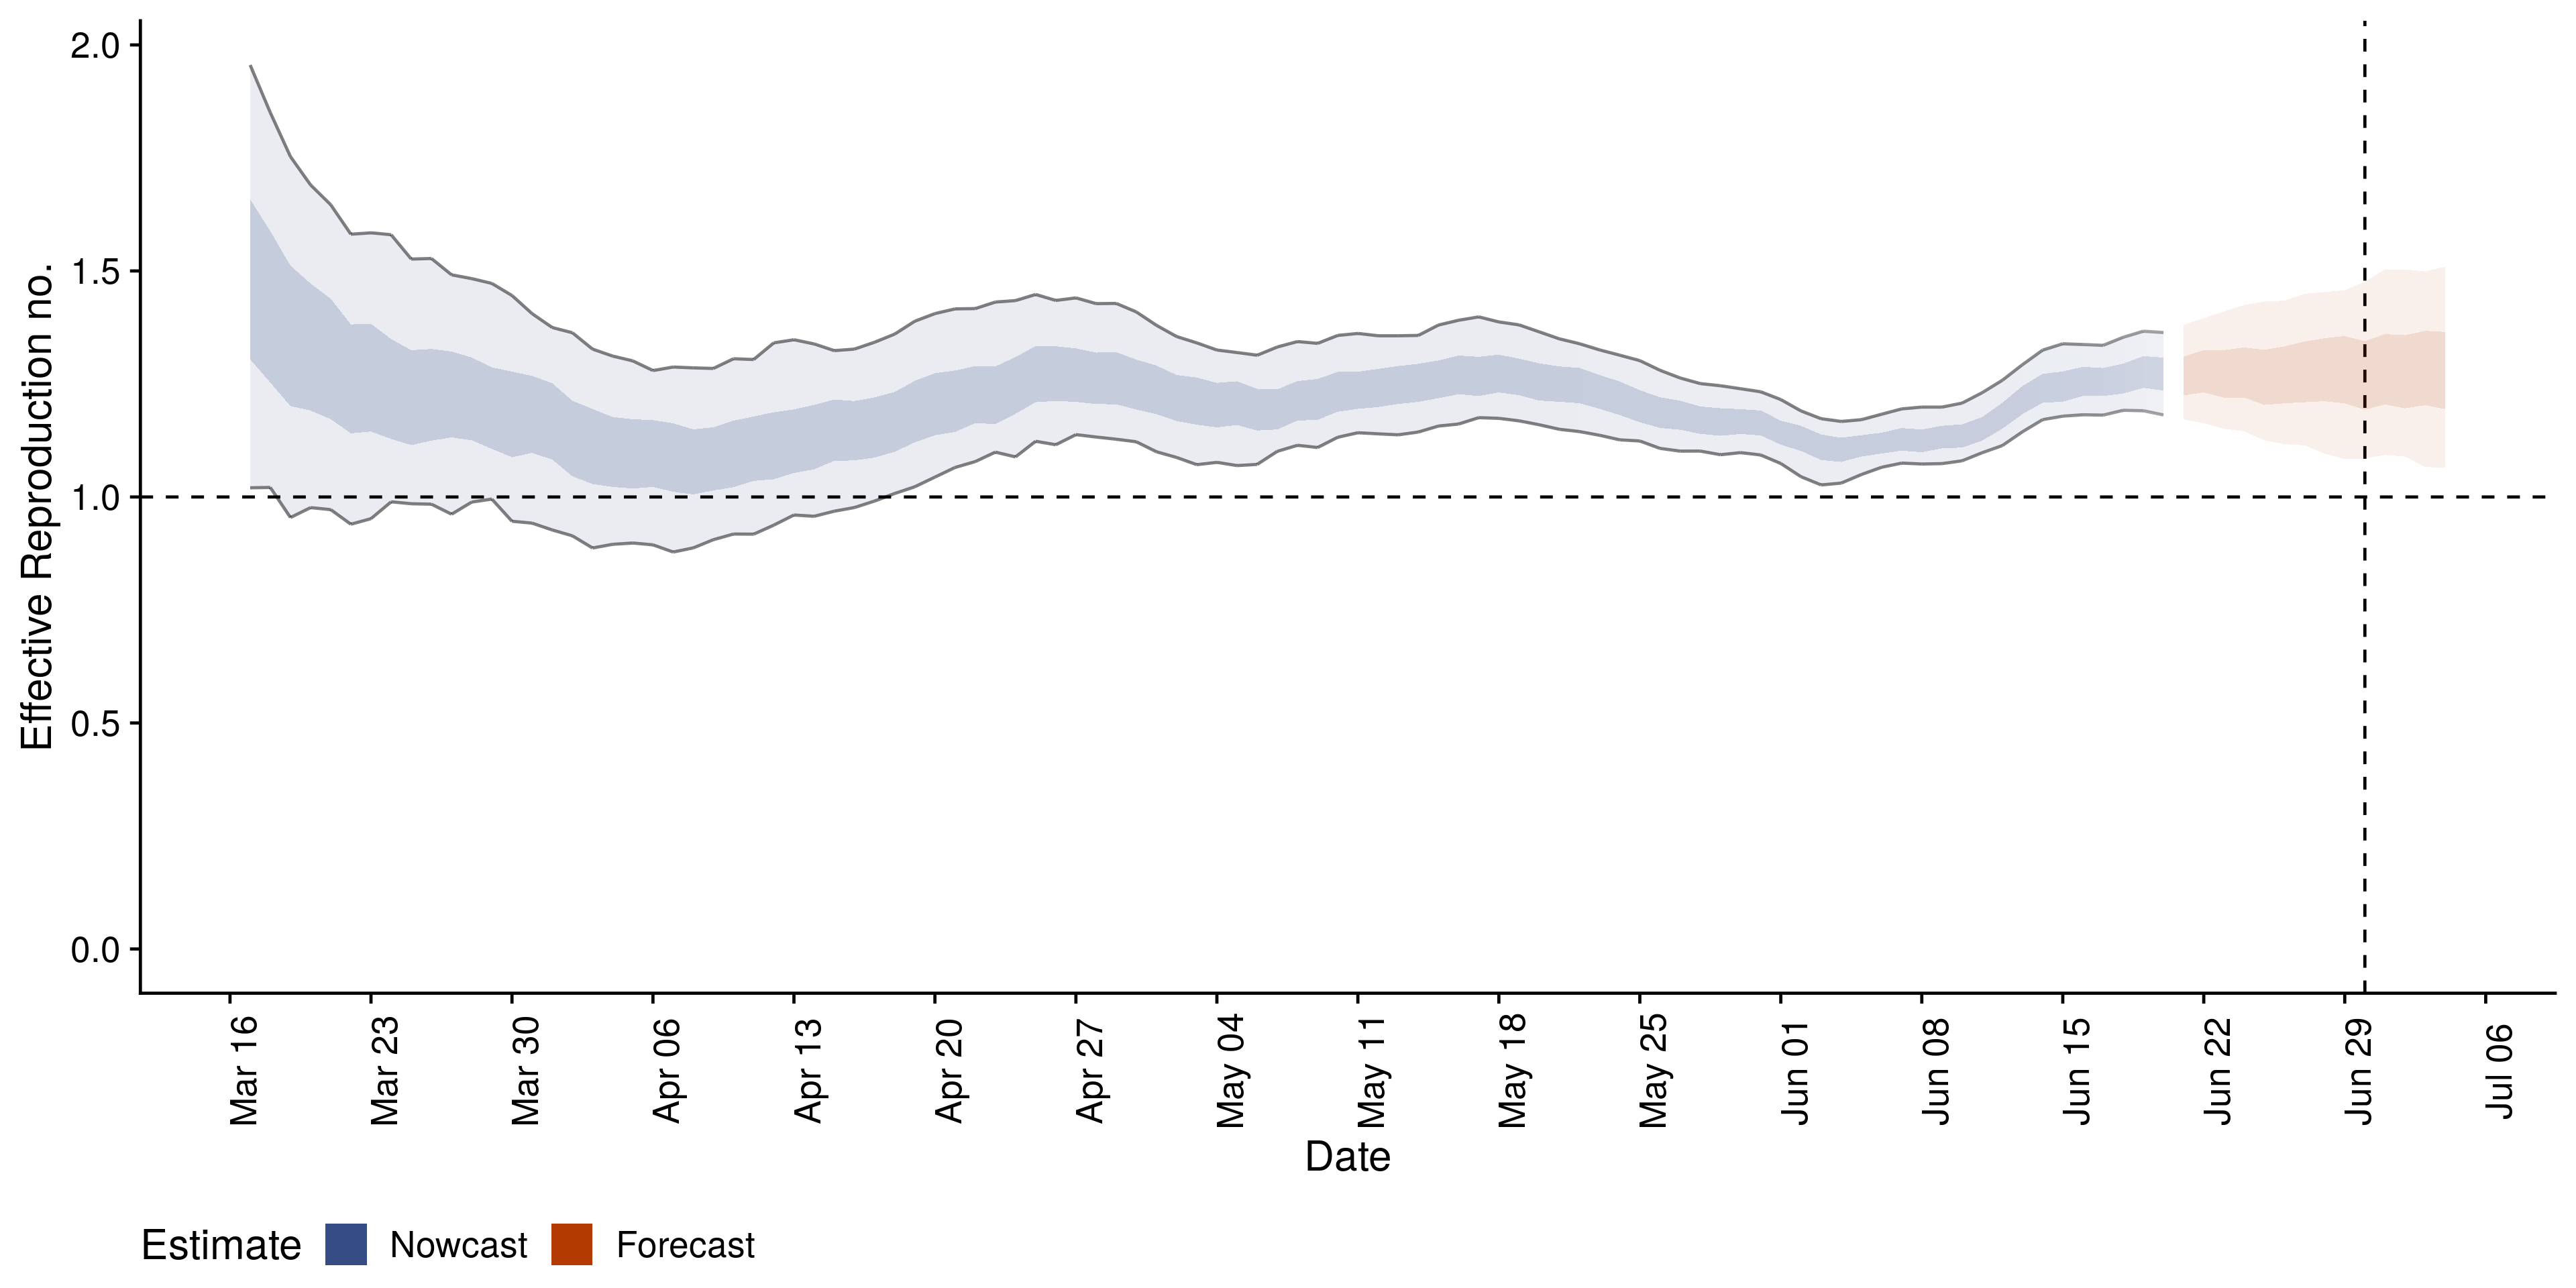 Effective Reproduction no.
2.0
1.5
1.0
0.5
0.0
Mar 16
Mar 23
Mar 30
Apr 06
Apr 13
Apr 20
Apr 27
May 04
May 11
May 18
May 25
Jun 01
Jun 08
Jun 15
Jun 22
Jun 29
Jul 06
Date
Estimate Nowcast Forecast